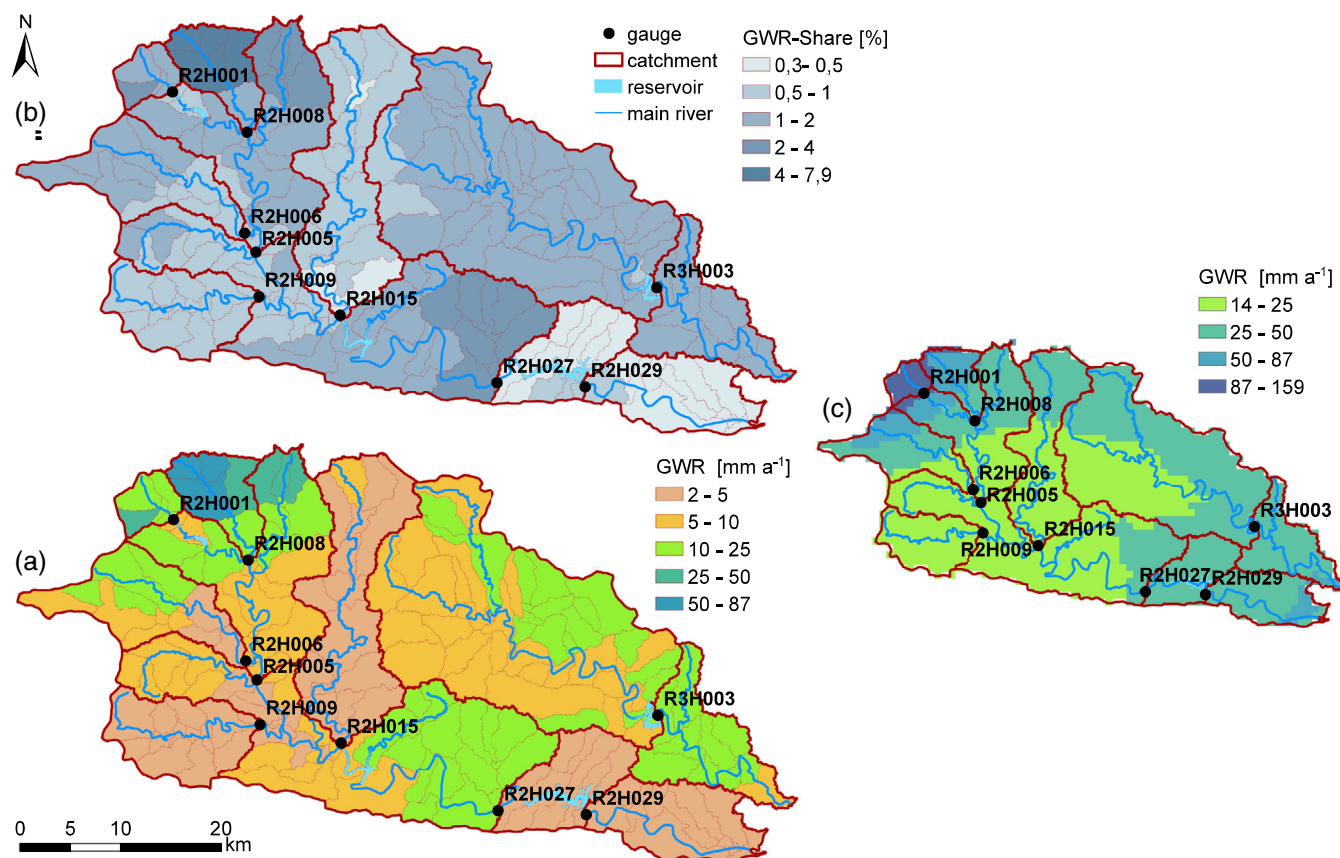 N
gauge
catchment
reservoir
main river
GWR-Share [%]
0,3– 0,5
0,5 - 1
1 - 2
2 - 4
4 - 7,9
(b)
R2H001
R2H008
R2H006
R2H005
R2H009
R2H015
R3H003
R2H027
R2H029
GWR [mm a⁻¹]
14 - 25
25 - 50
50 - 87
87 - 159
(c)
R2H001
R2H008
R2H006
R2H005
R2H009
R2H015
R3H003
R2H027
R2H029
GWR [mm a⁻¹]
2 - 5
5 - 10
10 - 25
25 - 50
50 - 87
(a)
R2H001
R2H008
R2H006
R2H005
R2H009
R2H015
R3H003
R2H027
R2H029
0 5 10 20
km